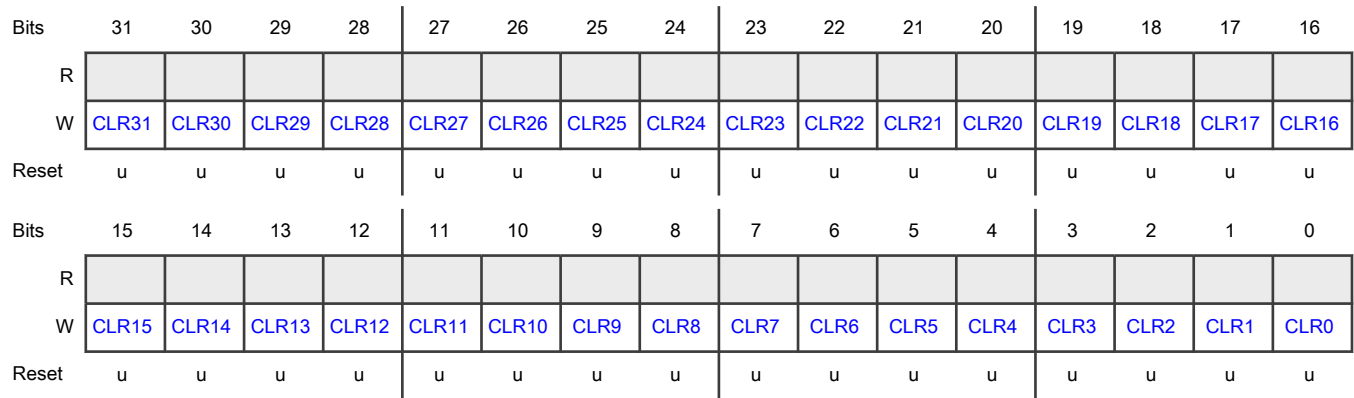 Bits 31 30 29 28 27 26 25 24 23 22 21 20 19 18 17 16
R
W CLR31 CLR30 CLR29 CLR28 CLR27 CLR26 CLR25 CLR24 CLR23 CLR22 CLR21 CLR20 CLR19 CLR18 CLR17 CLR16
Reset u u u u u u u u u u u u u u u u
Bits 15 14 13 12 11 10 9 8 7 6 5 4 3 2 1 0
R
W CLR15 CLR14 CLR13 CLR12 CLR11 CLR10 CLR9 CLR8 CLR7 CLR6 CLR5 CLR4 CLR3 CLR2 CLR1 CLR0
Reset u u u u u u u u u u u u u u u u